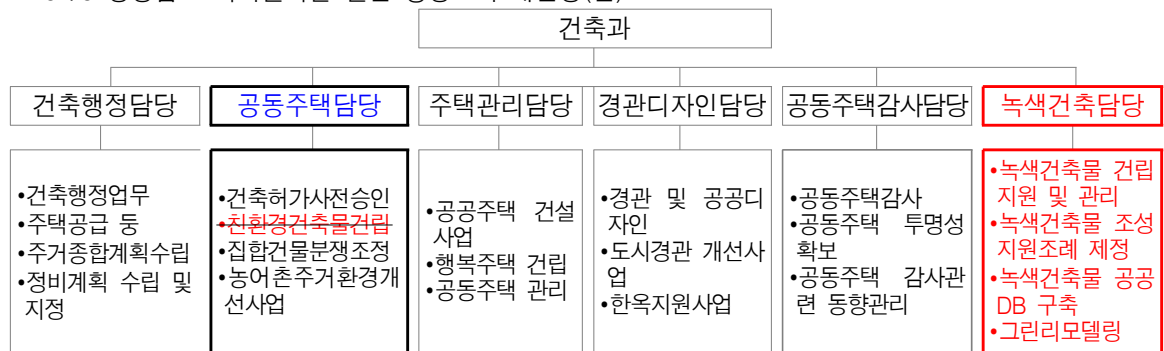 건축과
건축행정담당
공동주택담당
주택관리담당
경관디자인담당
공동주택감사담당
녹색건축담당
•건축행정업무
•주택공급 등
•주거종합계획수립
•정비계획 수립 및
지정
•건축허가사전승인
•친환경건축물건립
•집합건물분쟁조정
•농어촌주거환경개
선사업
•공공주택 건설
사업
•행복주택 건립
•공동주택 관리
•경관 및 공공디
자인
•도시경관 개선사
업
•한옥지원사업
•공동주택감사
•공동주택 투명성
확보
•공동주택 감사관
련 동향관리
•녹색건축물 건립
지원 및 관리
•녹색건축물 조성
지원조례 제정
•녹색건축물 공공
DB 구축
•그린리모델링